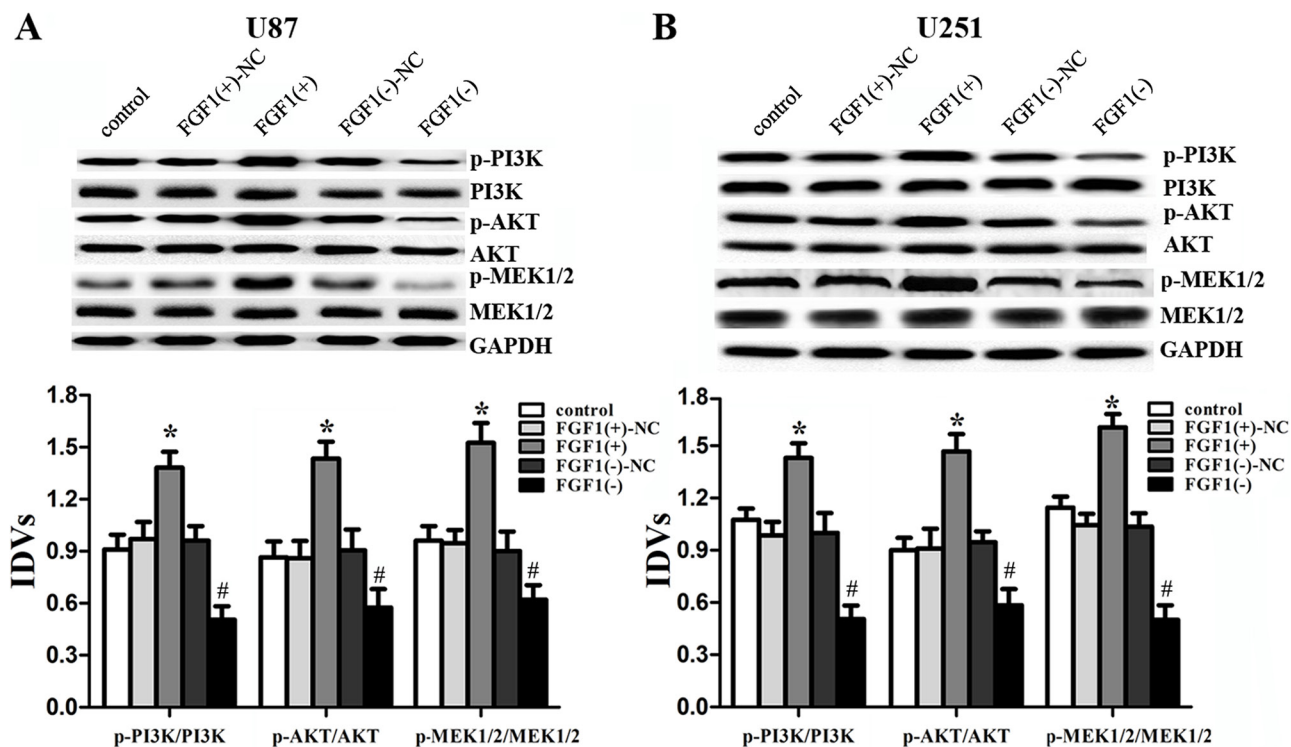 A
U87
control
FGF1(+)-NC
FGF1(+)
FGF1(-)-NC
FGF1(-)
p-PI3K
PI3K
p-AKT
AKT
p-MEK1/2
MEK1/2
GAPDH
IDVs
1.8
1.5
1.2
0.9
0.6
0.3
0.0
*
#
*
#
*
#
control
FGF1(+)-NC
FGF1(+)
FGF1(-)-NC
FGF1(-)
p-PI3K/PI3K
p-AKT/AKT
p-MEK1/2/MEK1/2
B
U251
control
FGF1(+)-NC
FGF1(+)
FGF1(-)-NC
FGF1(-)
p-PI3K
PI3K
p-AKT
AKT
p-MEK1/2
MEK1/2
GAPDH
IDVs
1.8
1.5
1.2
0.9
0.6
0.3
0.0
*
#
*
#
*
#
control
FGF1(+)-NC
FGF1(+)
FGF1(-)-NC
FGF1(-)
p-PI3K/PI3K
p-AKT/AKT
p-MEK1/2/MEK1/2